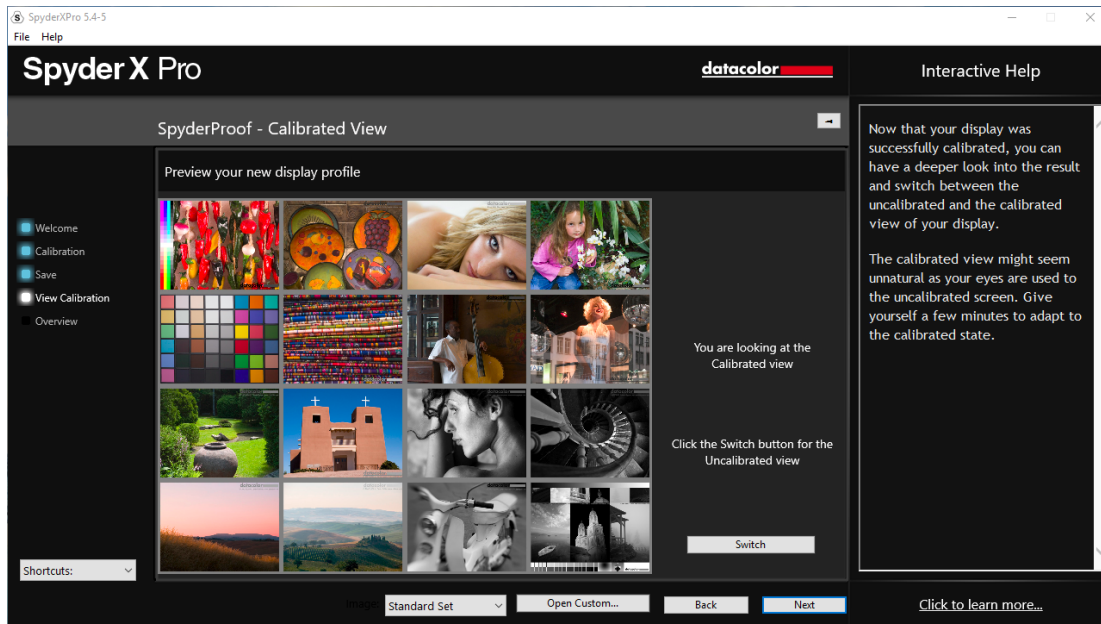 SpyderXPro 5.4-5
File Help
Spyder X Pro
datacolor
Interactive Help
SpyderProof - Calibrated View
Preview your new display profile
Welcome
Calibration
Save
View Calibration
Overview
You are looking at the
Calibrated view
Click the Switch button for the
Uncalibrated view
Switch
Now that your display was
successfully calibrated, you can
have a deeper look into the result
and switch between the
uncalibrated and the calibrated
view of your display.
The calibrated view might seem
unnatural as your eyes are used to
the uncalibrated screen. Give
yourself a few minutes to adapt to
the calibrated state.
Shortcuts:
Image: Standard Set
Open Custom...
Back
Next
Click to learn more...